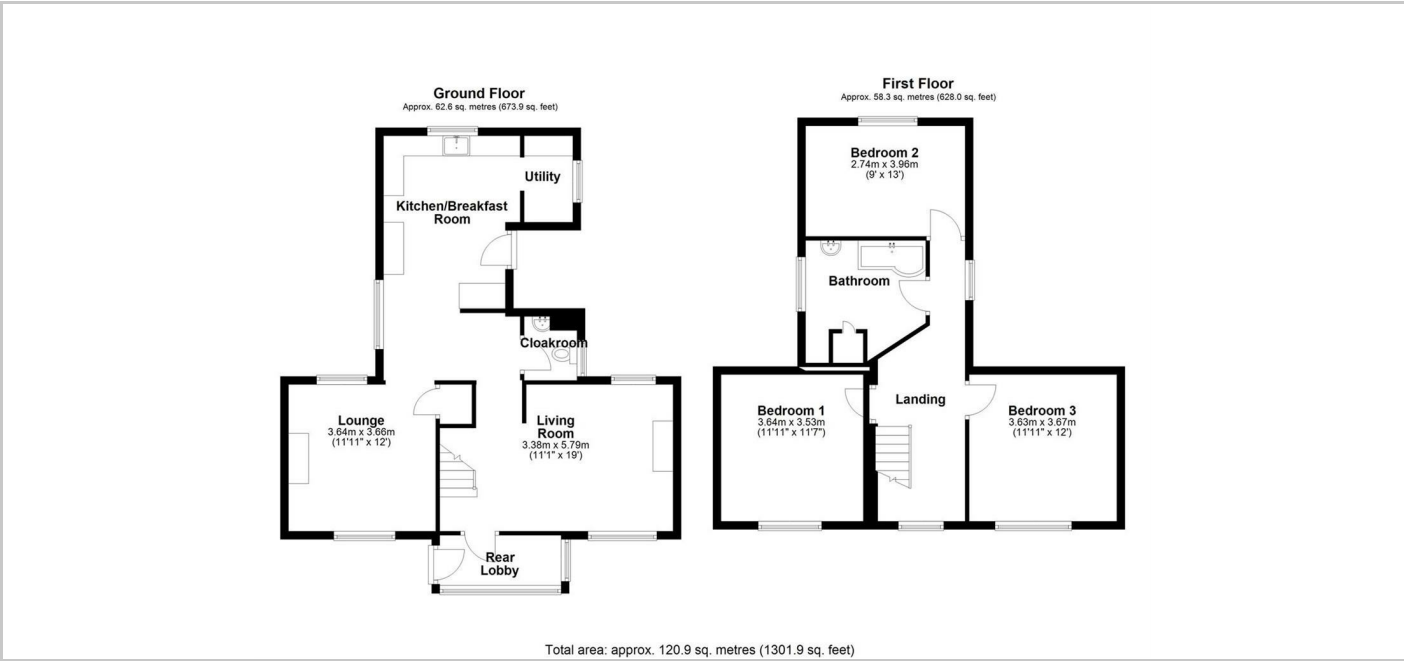 Ground Floor
Approx. 62.6 sq. metres (673.9 sq. feet)
Utility
Kitchen/Breakfast
Room
Cloakroom
Lounge
3.64m x 3.66m
(11'11" x 12')
Living
Room
3.38m x 5.79m
(11'1" x 19')
Rear
Lobby
First Floor
Approx. 58.3 sq. metres (628.0 sq. feet)
Bedroom 2
2.74m x 3.96m
(9' x 13')
Bathroom
Landing
Bedroom 1
3.64m x 3.53m
(11'11" x 11'7")
Bedroom 3
3.63m x 3.67m
(11'11" x 12')
Total area: approx. 120.9 sq. metres (1301.9 sq. feet)